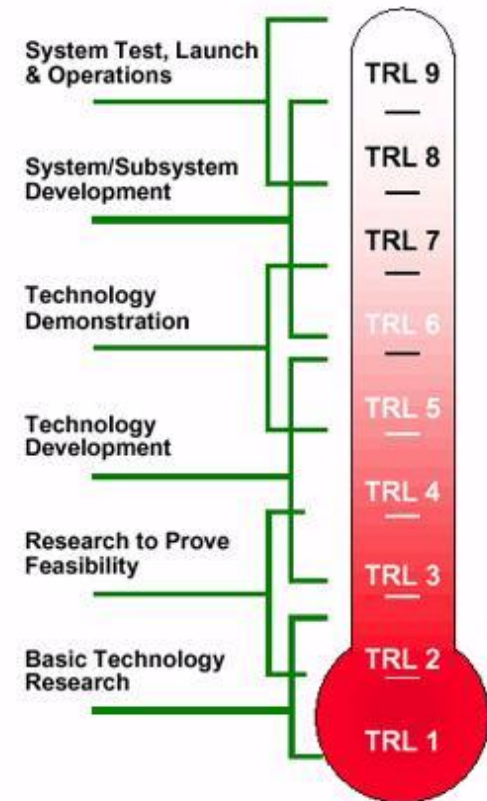 System Test, Launch
& Operations
System/Subsystem
Development
Technology
Demonstration
Technology
Development
Research to Prove
Feasibility
Basic Technology
Research
TRL 9
TRL 8
TRL 7
TRL 6
TRL 5
TRL 4
TRL 3
TRL 2
TRL 1